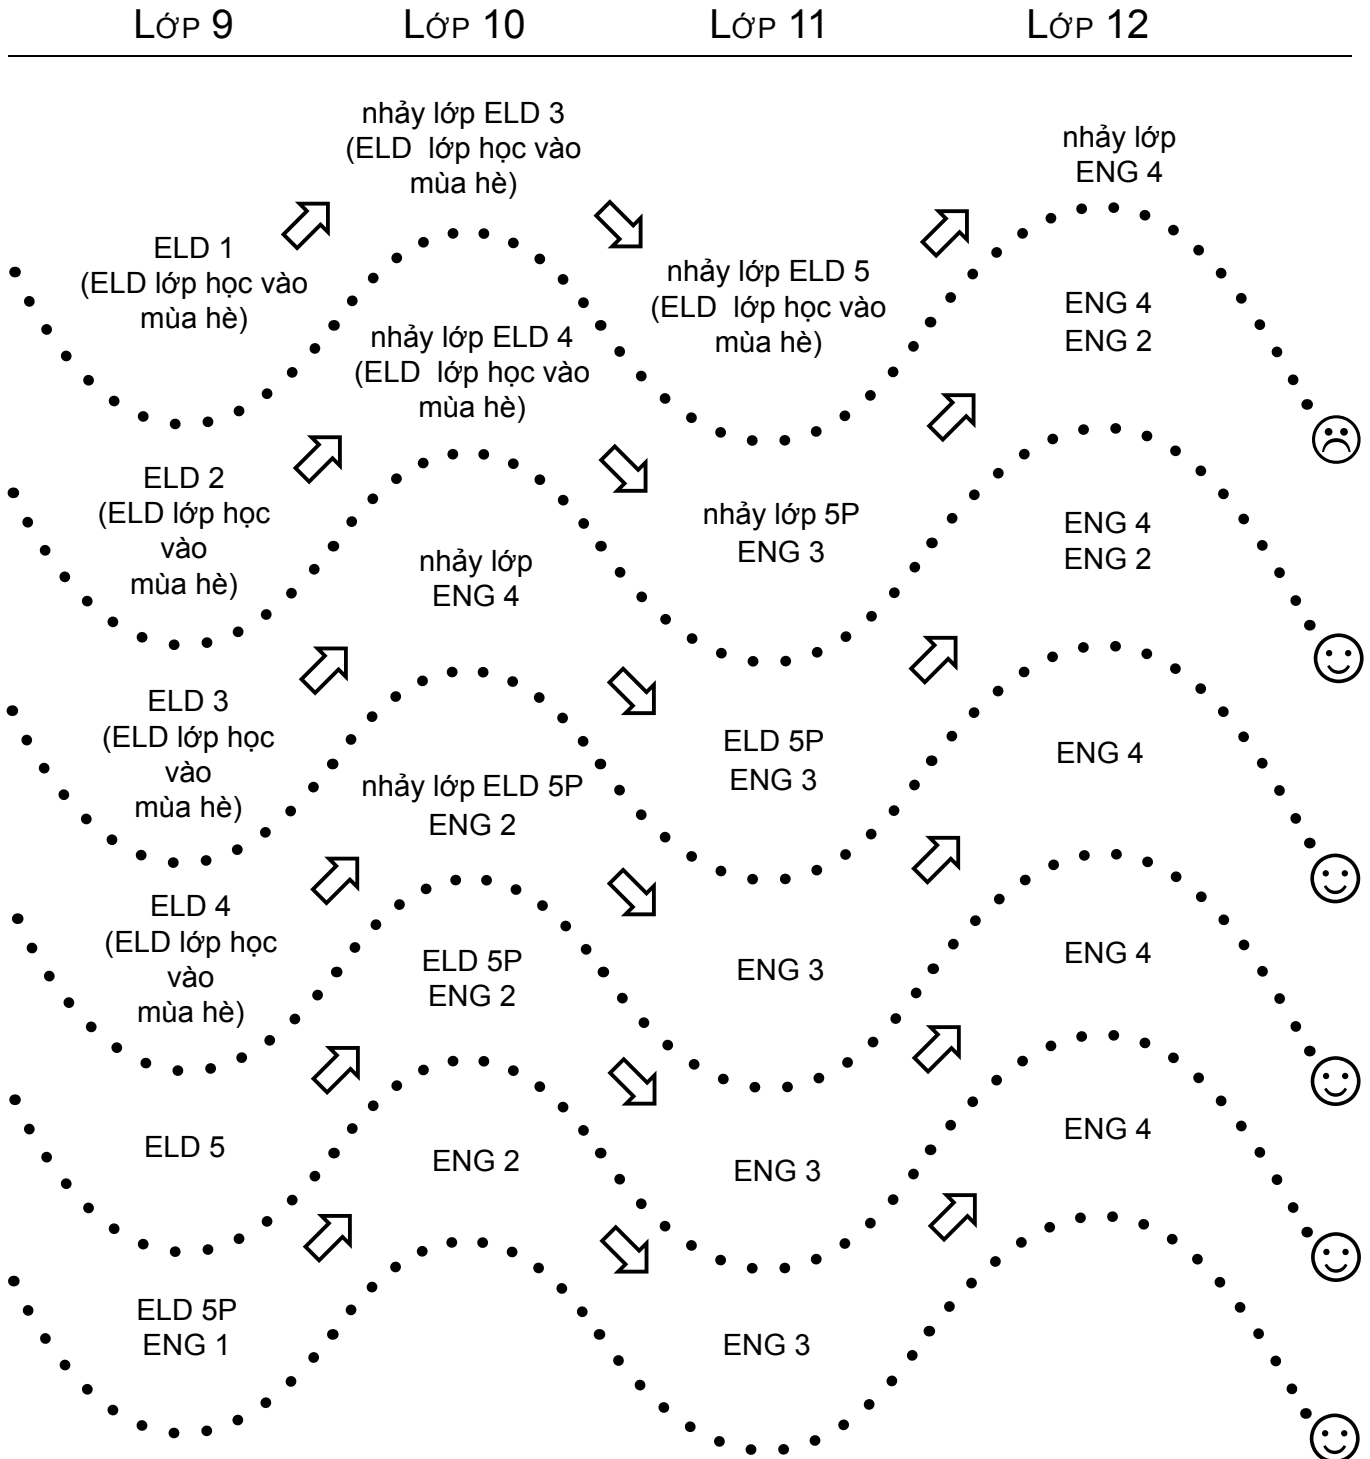 LỚP 9 LỚP 10 LỚP 11 LỚP 12
nhảy lớp ELD 3
(ELD lớp học vào
mùa hè)
nhảy lớp
ENG 4
ELD 1
(ELD lớp học vào
mùa hè)
nhảy lớp ELD 5
(ELD lớp học vào
mùa hè)
ENG 4
ENG 2
nhảy lớp ELD 4
(ELD lớp học vào
mùa hè)
ELD 2
(ELD lớp học
vào
mùa hè)
nhảy lớp 5P
ENG 3
ENG 4
ENG 2
nhảy lớp
ENG 4
ELD 3
(ELD lớp học
vào
mùa hè)
ELD 5P
ENG 3
ENG 4
nhảy lớp ELD 5P
ENG 2
ELD 4
(ELD lớp học
vào
mùa hè)
ELD 5P
ENG 2
ENG 3
ENG 4
ELD 5
ENG 2
ENG 3
ENG 4
ELD 5P
ENG 1
ENG 3